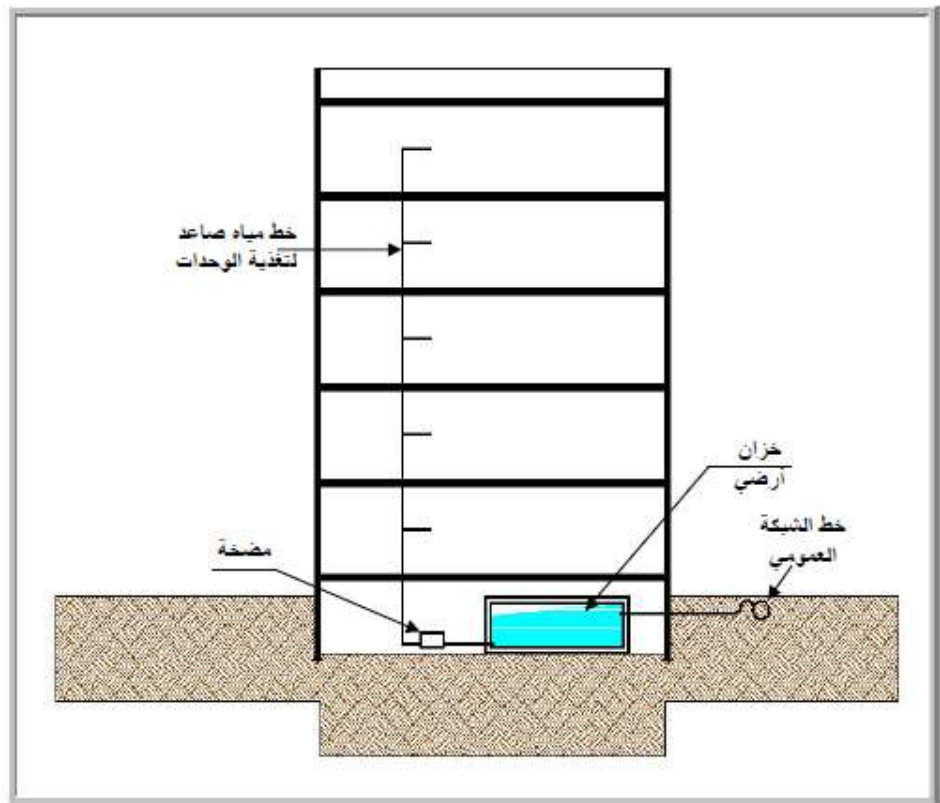 خط مياه صاعد
لتغذية الوحدات
خزان
أرضي
خط الشبكة
العمومي
مضخة